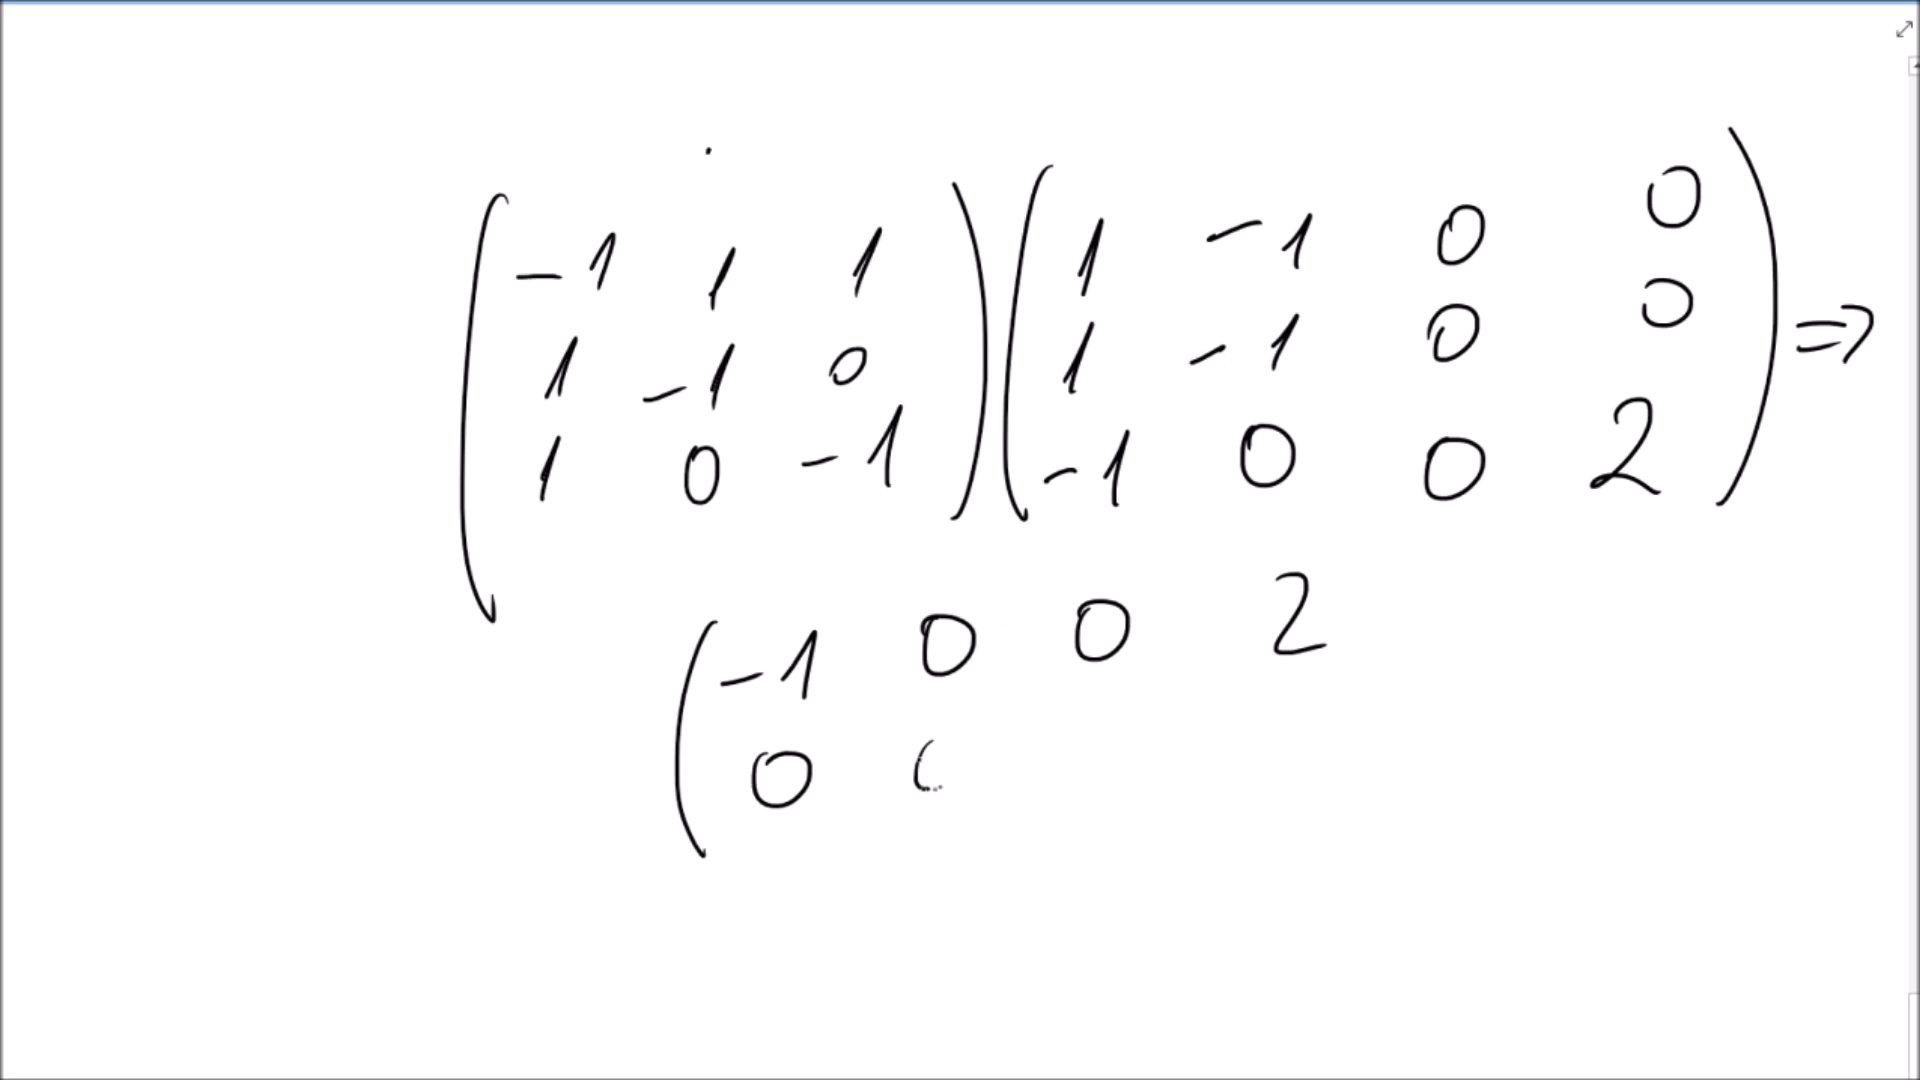 ( -1 1 1 ) ( 1 -1 0 0 ) =>
1 -1 0 1 -1 0 0
1 0 -1 -1 0 0 2
( -1 0 0 2
0